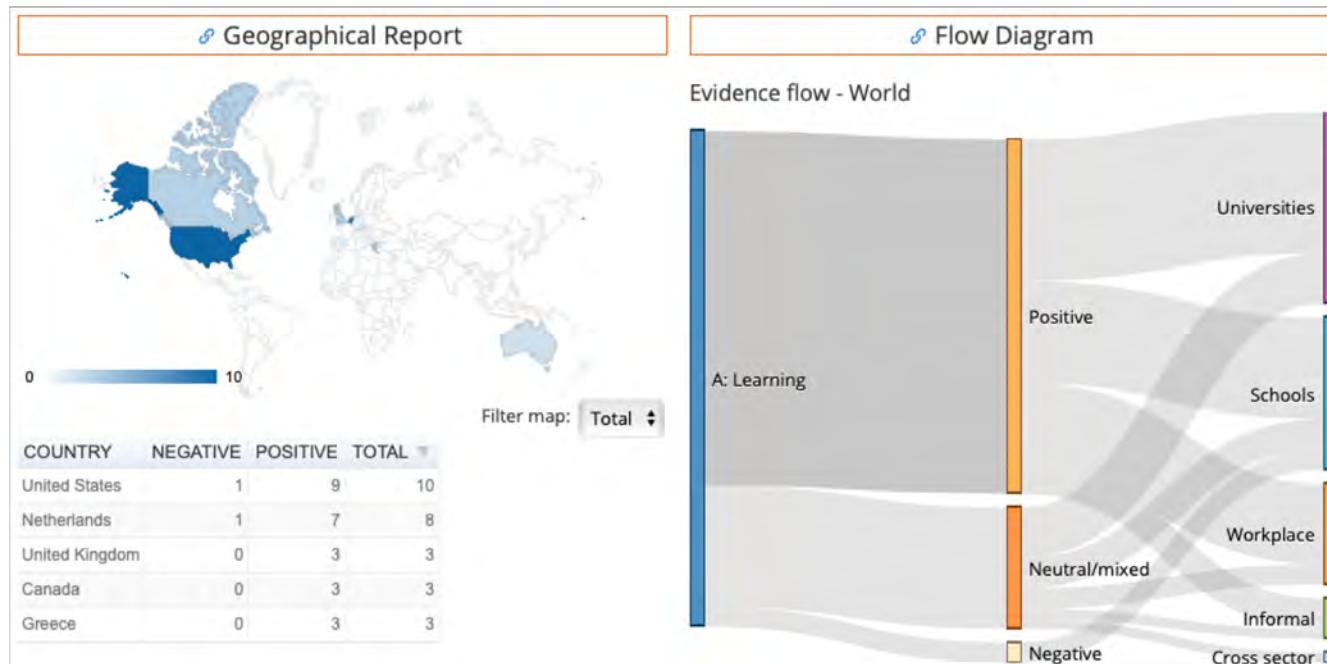 Geographical Report
0
10
Filter map: Total
COUNTRY NEGATIVE POSITIVE TOTAL
United States 1 9 10
Netherlands 1 7 8
United Kingdom 0 3 3
Canada 0 3 3
Greece 0 3 3
Flow Diagram
Evidence flow - World
A: Learning
Positive
Neutral/mixed
Negative
Universities
Schools
Workplace
Informal
Cross sector